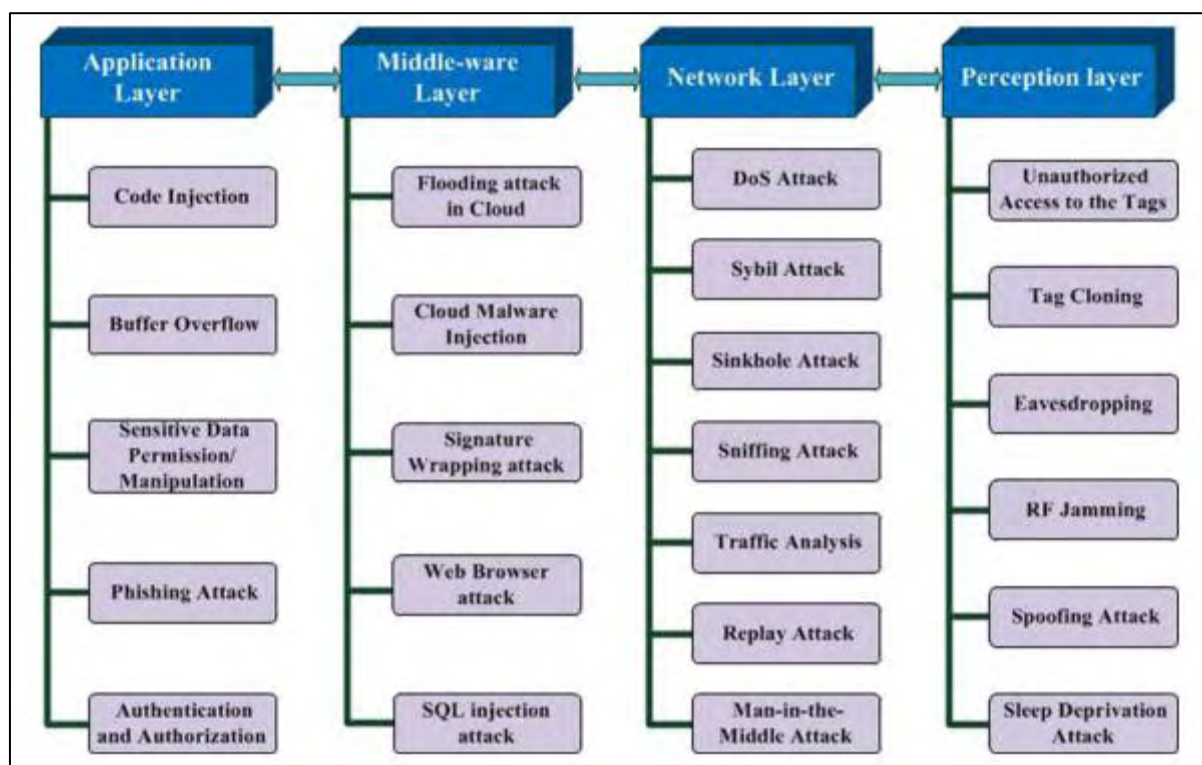 Application
Layer
Code Injection
Buffer Overflow
Sensitive Data
Permission/
Manipulation
Phishing Attack
Authentication
and Authorization
Middle-ware
Layer
Flooding attack
in Cloud
Cloud Malware
Injection
Signature
Wrapping attack
Web Browser
attack
SQL injection
attack
Network Layer
DoS Attack
Sybil Attack
Sinkhole Attack
Sniffing Attack
Traffic Analysis
Replay Attack
Man-in-the-
Middle Attack
Perception layer
Unauthorized
Access to the Tags
Tag Cloning
Eavesdropping
RF Jamming
Spoofing Attack
Sleep Deprivation
Attack